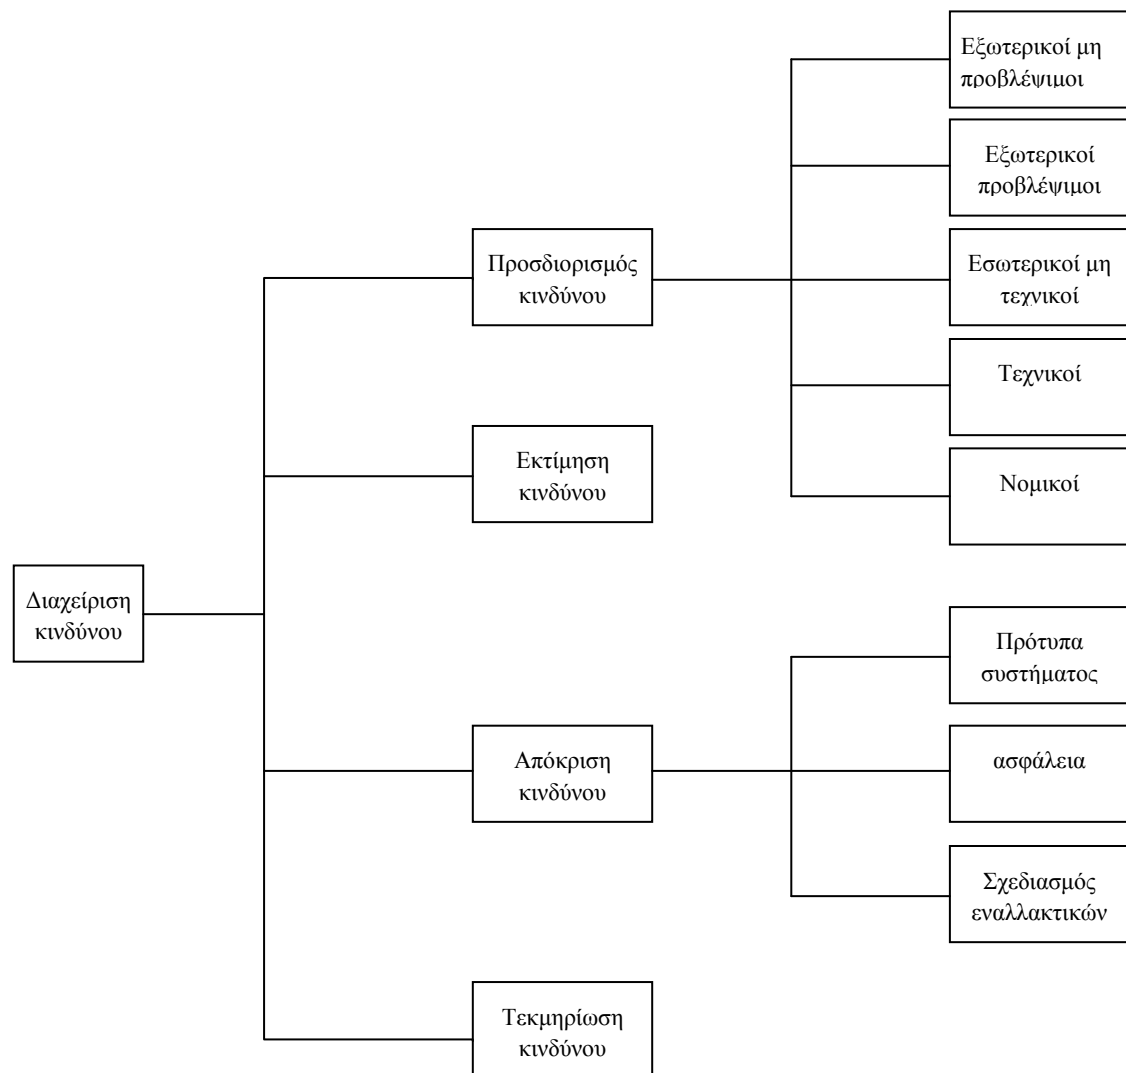 Εξωτερικοί μη
προβλέψιμοι
Εξωτερικοί
προβλέψιμοι
Προσδιορισμός
κινδύνου
Εσωτερικοί μη
τεχνικοί
Τεχνικοί
Εκτίμηση
κινδύνου
Νομικοί
Διαχείριση
κινδύνου
Πρότυπα
συστήματος
Απόκριση
κινδύνου
ασφάλεια
Σχεδιασμός
εναλλακτικών
Τεκμηρίωση
κινδύνου